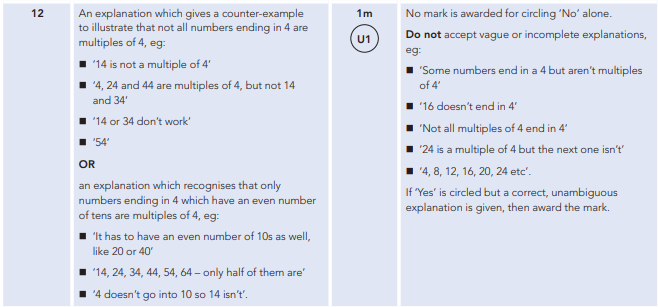 12
An explanation which gives a counter-example
to illustrate that not all numbers ending in 4 are
multiples of 4, eg:
■ '14 is not a multiple of 4'
■ '4, 24 and 44 are multiples of 4, but not 14
and 34'
■ '14 or 34 don't work'
■ '54'
OR
an explanation which recognises that only
numbers ending in 4 which have an even number
of tens are multiples of 4, eg:
■ 'It has to have an even number of 10s as well,
like 20 or 40'
■ '14, 24, 34, 44, 54, 64 – only half of them are'
■ '4 doesn't go into 10 so 14 isn't'.
1m
U1
No mark is awarded for circling 'No' alone.
Do not accept vague or incomplete explanations,
eg:
■ 'Some numbers end in a 4 but aren't multiples
of 4'
■ '16 doesn't end in 4'
■ 'Not all multiples of 4 end in 4'
■ '24 is a multiple of 4 but the next one isn't'
■ '4, 8, 12, 16, 20, 24 etc'.
If 'Yes' is circled but a correct, unambiguous
explanation is given, then award the mark.